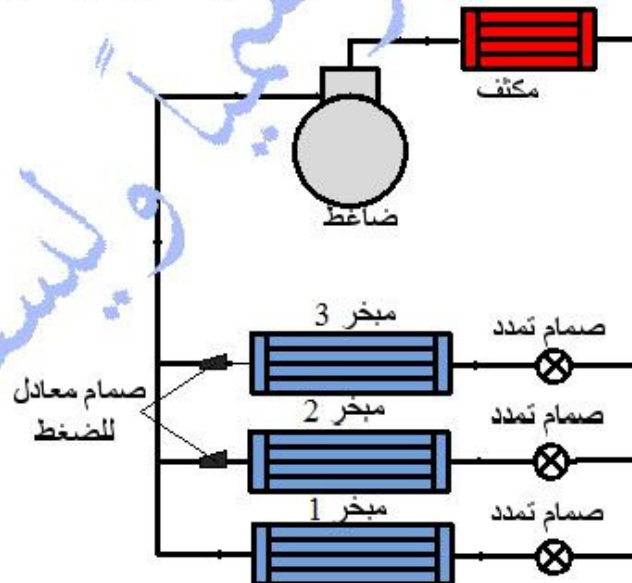 مكثف
ضاغط
مبخر 3
صمام تمدد
صمام معادل
للضغط
مبخر 2
صمام تمدد
مبخر 1
صمام تمدد